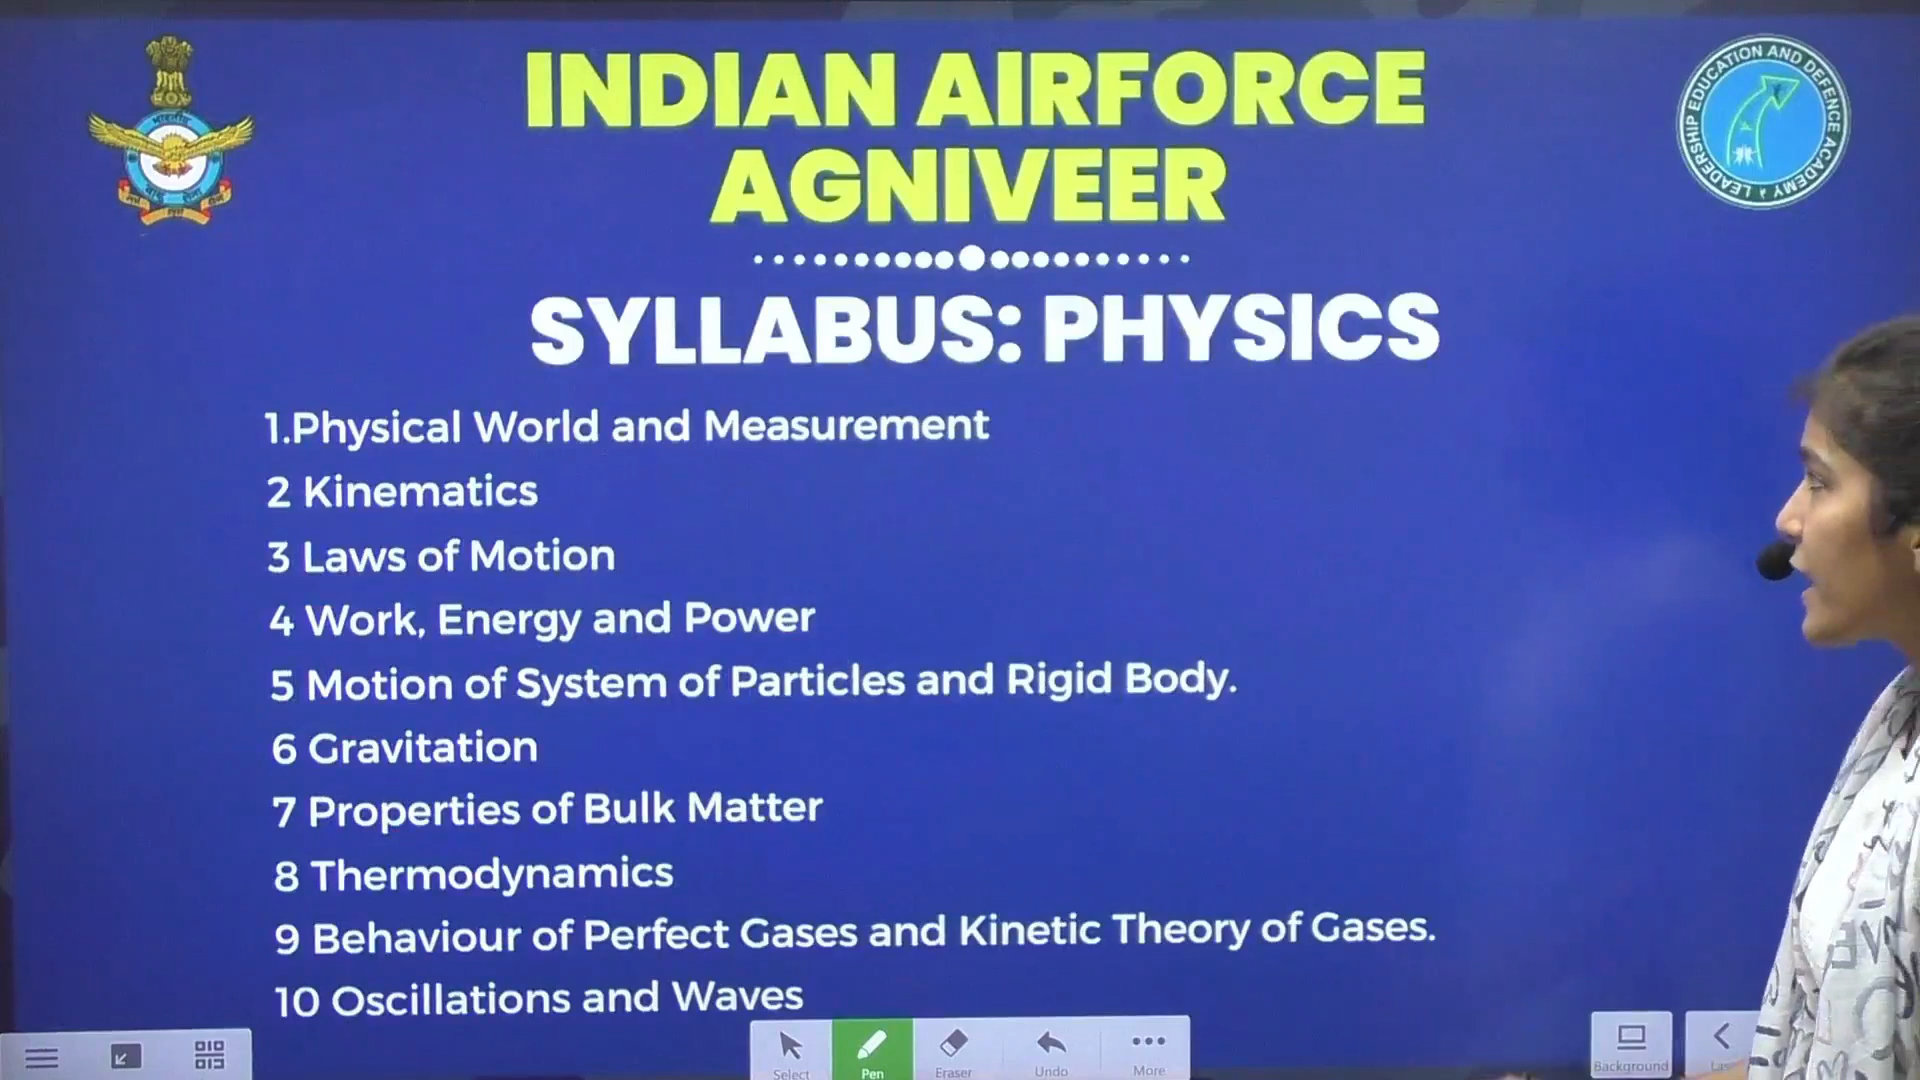 INDIAN AIRFORCE
AGNIVEER
SYLLABUS: PHYSICS
1.Physical World and Measurement
2 Kinematics
3 Laws of Motion
4 Work, Energy and Power
5 Motion of System of Particles and Rigid Body.
6 Gravitation
7 Properties of Bulk Matter
8 Thermodynamics
9 Behaviour of Perfect Gases and Kinetic Theory of Gases.
10 Oscillations and Waves
LEADERSHIP EDUCATION AND DEFENCE ACADEMY
Select
Pen
Eraser
Undo
More
Background